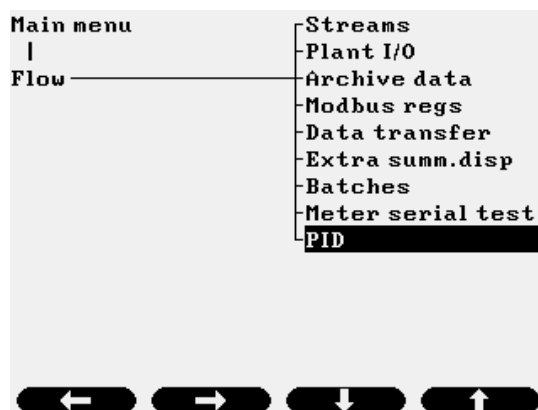 Main menu
Flow
Streams
Plant I/O
Archive data
Modbus regs
Data transfer
Extra summ.disp
Batches
Meter serial test
PID